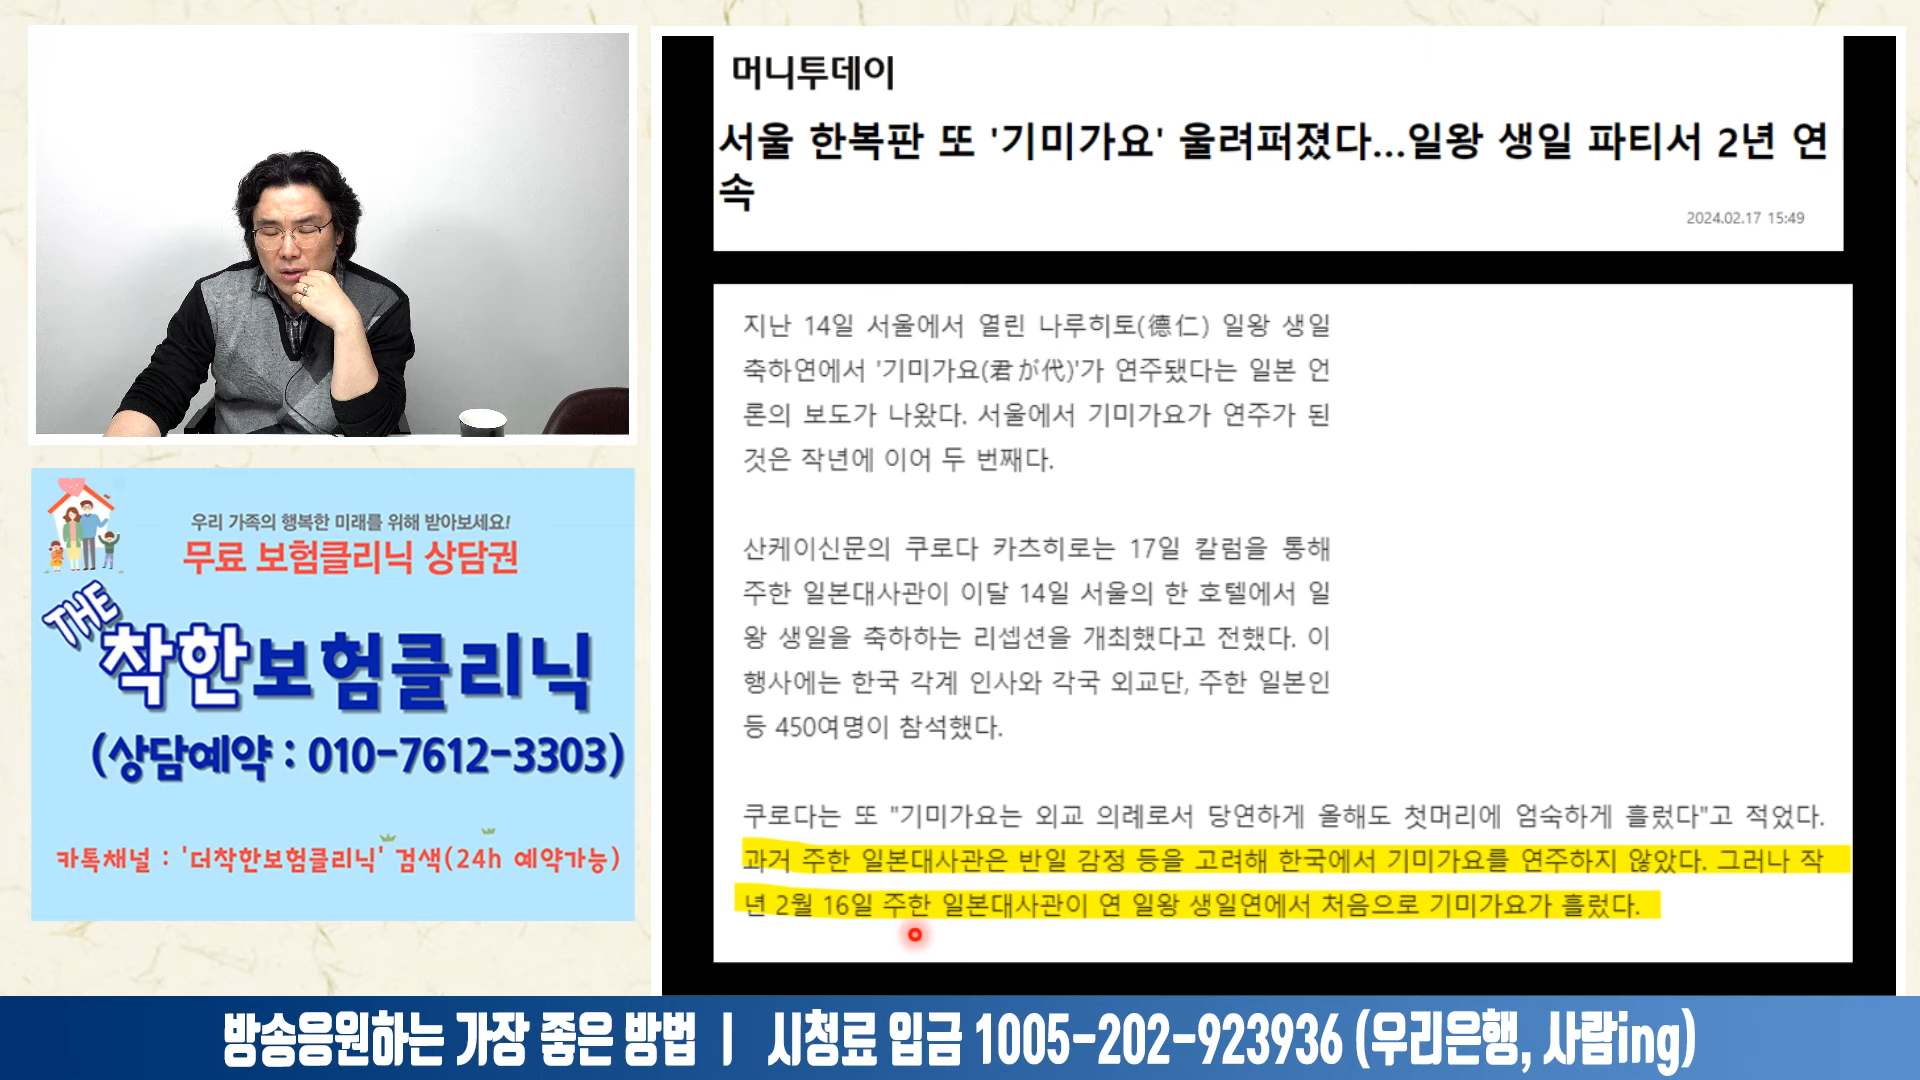 머니투데이
서울 한복판 또 '기미가요' 울려퍼졌다...일왕 생일 파티서 2년 연
속
2024.02.17 15:49
지난 14일 서울에서 열린 나루히토(德仁) 일왕 생일
축하연에서 '기미가요(君が代)'가 연주됐다는 일본 언
론의 보도가 나왔다. 서울에서 기미가요가 연주가 된
것은 작년에 이어 두 번째다.
산케이신문의 쿠로다 카츠히로는 17일 칼럼을 통해
주한 일본대사관이 이달 14일 서울의 한 호텔에서 일
왕 생일을 축하하는 리셉션을 개최했다고 전했다. 이
행사에는 한국 각계 인사와 각국 외교단, 주한 일본인
등 450여명이 참석했다.
쿠로다는 또 "기미가요는 외교 의례로서 당연하게 올해도 첫머리에 엄숙하게 흘렀다"고 적었다.
과거 주한 일본대사관은 반일 감정 등을 고려해 한국에서 기미가요를 연주하지 않았다. 그러나 작
년 2월 16일 주한 일본대사관이 연 일왕 생일연에서 처음으로 기미가요가 흘렀다.
우리 가족의 행복한 미래를 위해 받아보세요!
무료 보험클리닉 상담권
THE
착한보험클리닉
(상담예약 : 010-7612-3303)
카톡채널 : '더착한보험클리닉' 검색(24h 예약가능)
방송응원하는 가장 좋은 방법 ㅣ 시청료 입금 1005-202-923936 (우리은행, 사람ing)